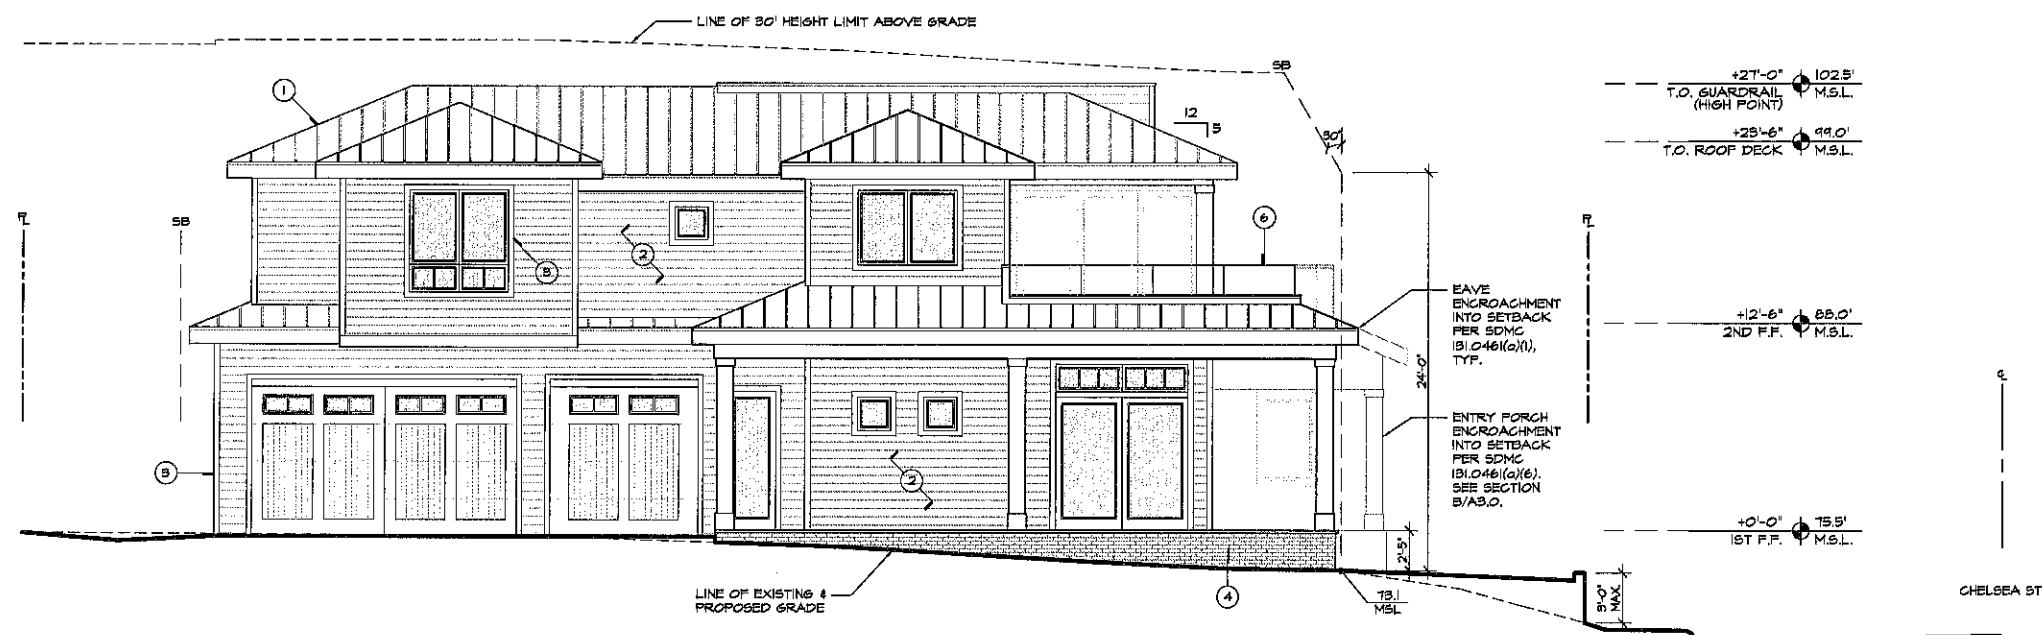 LINE OF 30' HEIGHT LIMIT ABOVE GRADE
SB
1
12
5
30°
+27'-0" 102.5'
T.O. GUARDRAIL M.S.L.
(HIGH POINT)
+23'-6" 99.0'
T.O. ROOF DECK M.S.L.
PL
SB
2
3
6
PL
24'-0"
EAVE
ENCROACHMENT
INTO SETBACK
PER SDMC
131.0461(a)(1),
TYP.
+12'-6" 88.0'
2ND F.F. M.S.L.
ENTRY PORCH
ENCROACHMENT
INTO SETBACK
PER SDMC
131.0461(a)(6).
SEE SECTION
B/A3.0.
3
2
+0'-0" 75.5'
1ST F.F. M.S.L.
2'-5"
LINE OF EXISTING &
PROPOSED GRADE
4
73.1
MSL
3'-0"
MAX.
CL
CHELSEA ST